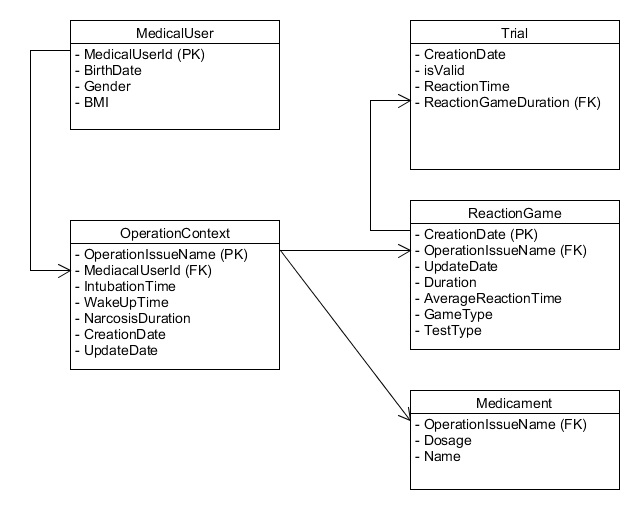 MedicalUser
- MedicalUserId (PK)
- BirthDate
- Gender
- BMI
OperationContext
- OperationIssueName (PK)
- MediacalUserId (FK)
- IntubationTime
- WakeUpTime
- NarcosisDuration
- CreationDate
- UpdateDate
Trial
- CreationDate
- isValid
- ReactionTime
- ReactionGameDuration (FK)
ReactionGame
- CreationDate (PK)
- OperationIssueName (FK)
- UpdateDate
- Duration
- AverageReactionTime
- GameType
- TestType
Medicament
- OperationIssueName (FK)
- Dosage
- Name